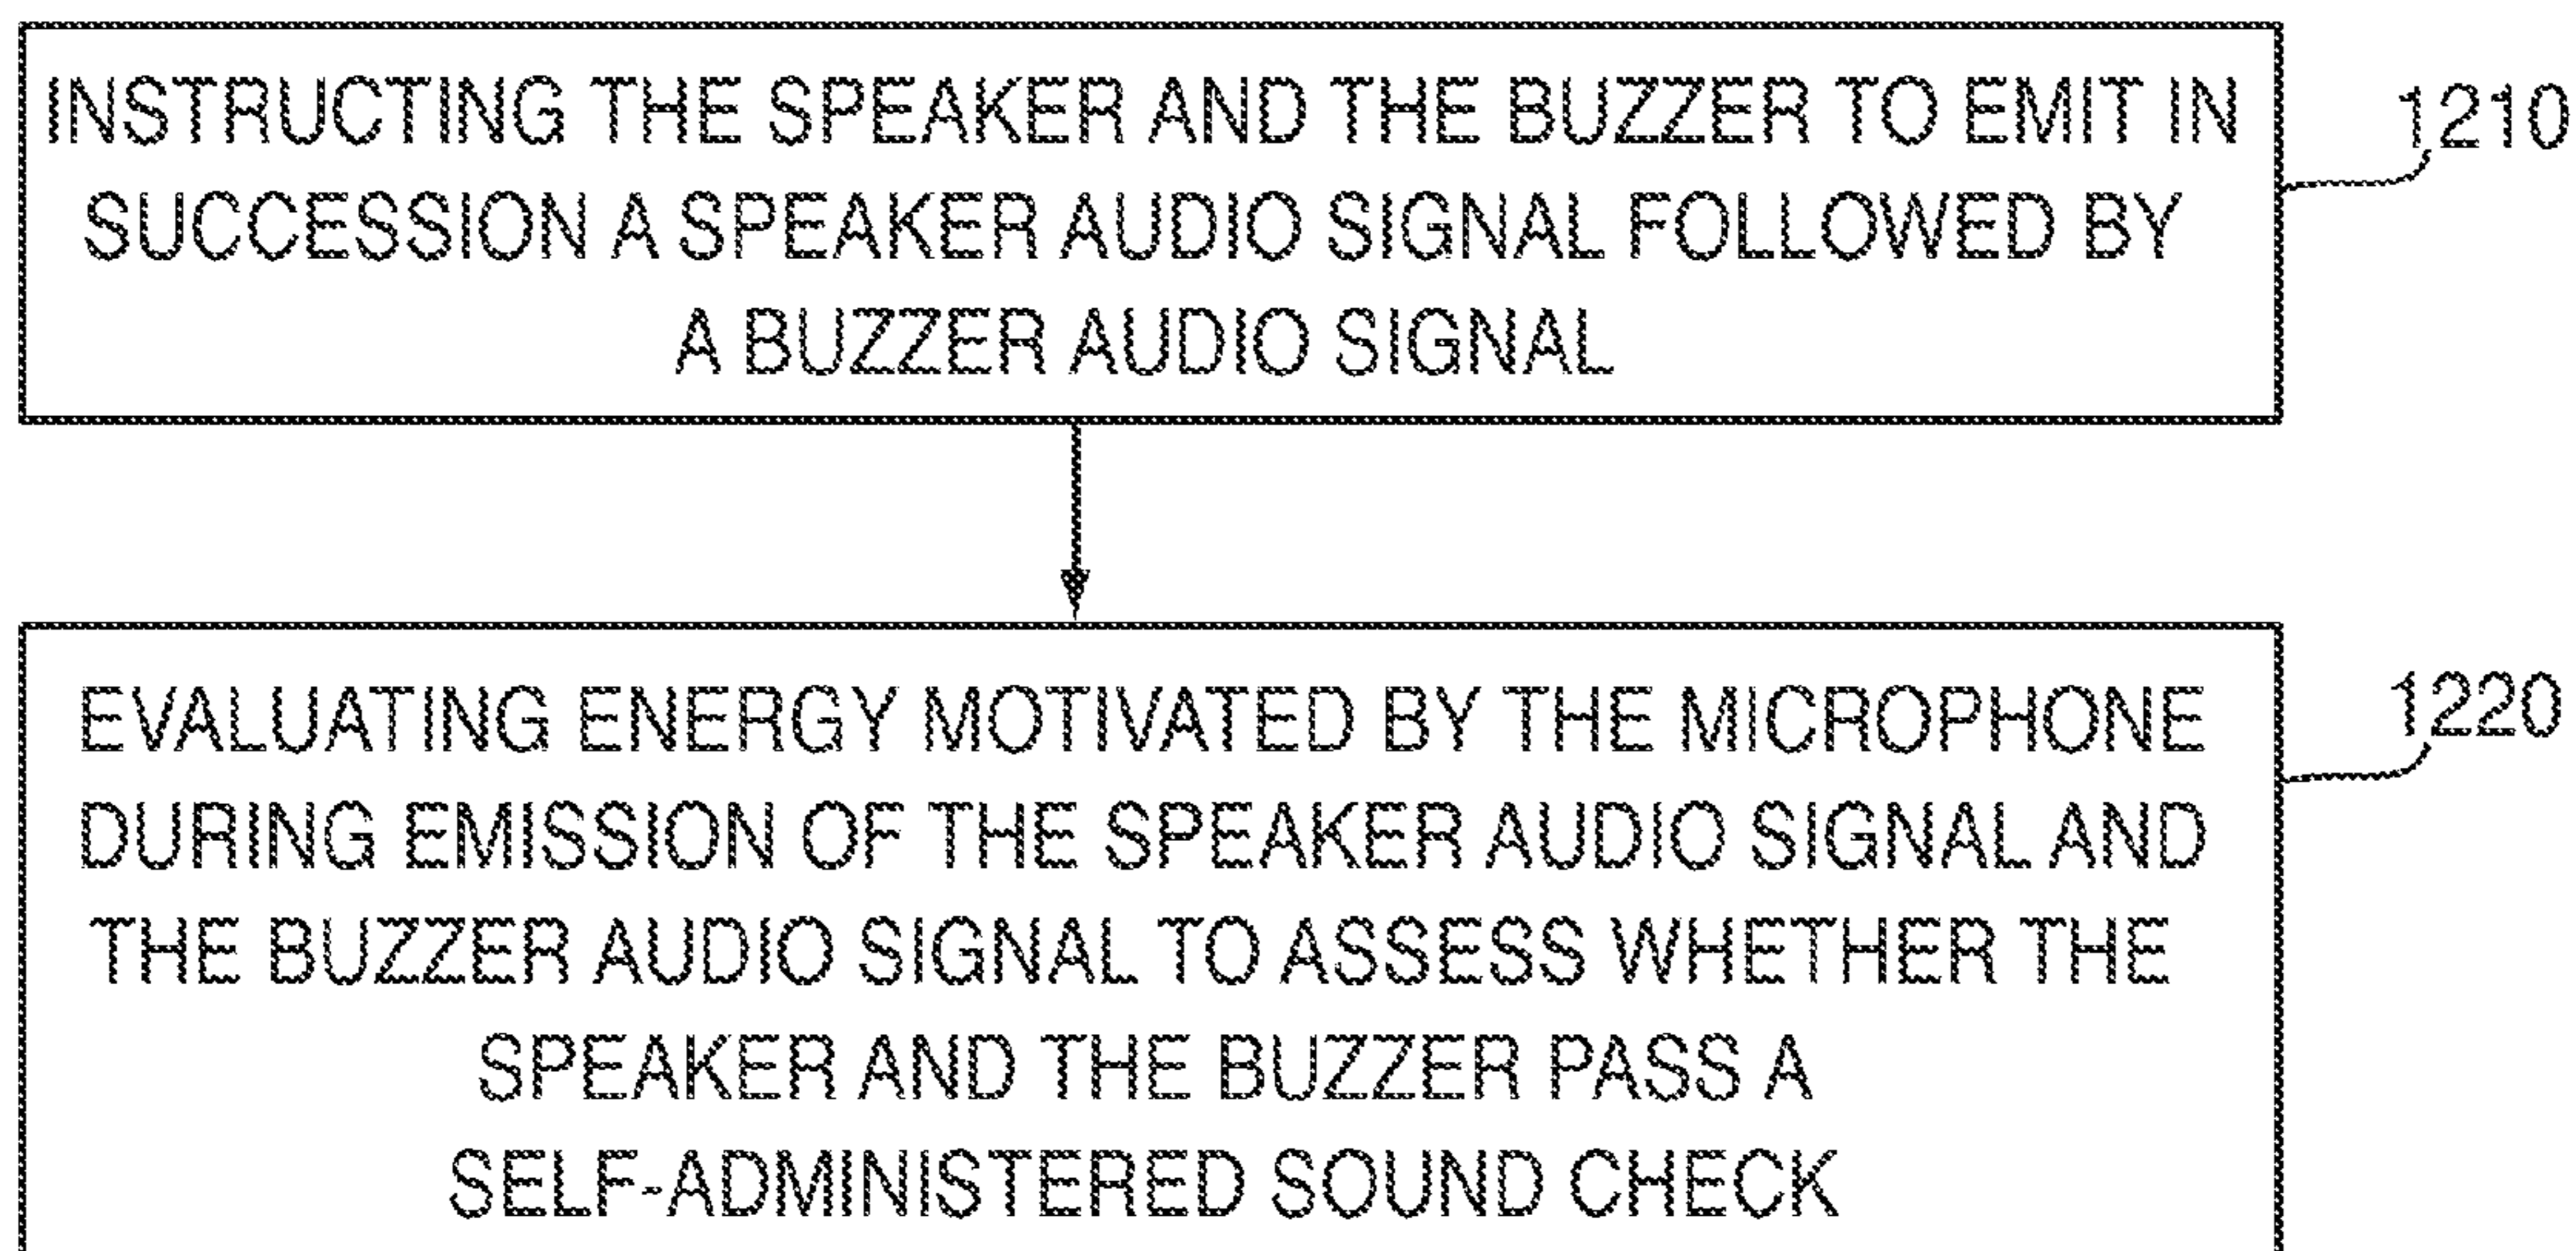 INSTRUCTING THE SPEAKER AND THE BUZZER TO EMIT IN
SUCCESSION A SPEAKER AUDIO SIGNAL FOLLOWED BY
A BUZZER AUDIO SIGNAL
1210
EVALUATING ENERGY MOTIVATED BY THE MICROPHONE
DURING EMISSION OF THE SPEAKER AUDIO SIGNAL AND
THE BUZZER AUDIO SIGNAL TO ASSESS WHETHER THE
SPEAKER AND THE BUZZER PASS A
SELF-ADMINISTERED SOUND CHECK
1220